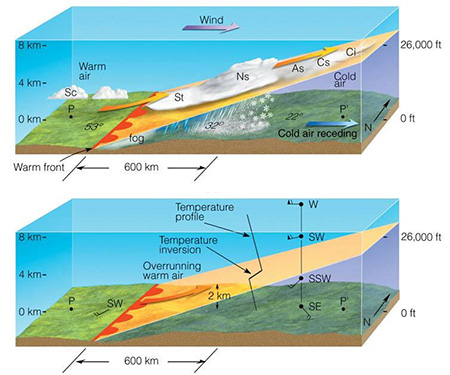 Wind
8 km
26,000 ft
Warm
air
Ci
Cs
As
Ns
Cold
air
4 km
Sc
St
P
53°
32°
22°
P'
0 km
fog
Cold air receding
N
0 ft
Warm front
600 km
Temperature
profile
W
8 km
Temperature
inversion
SW
26,000 ft
Overrunning
warm air
4 km
SSW
2 km
P
SW
SE
P'
0 km
N
0 ft
600 km